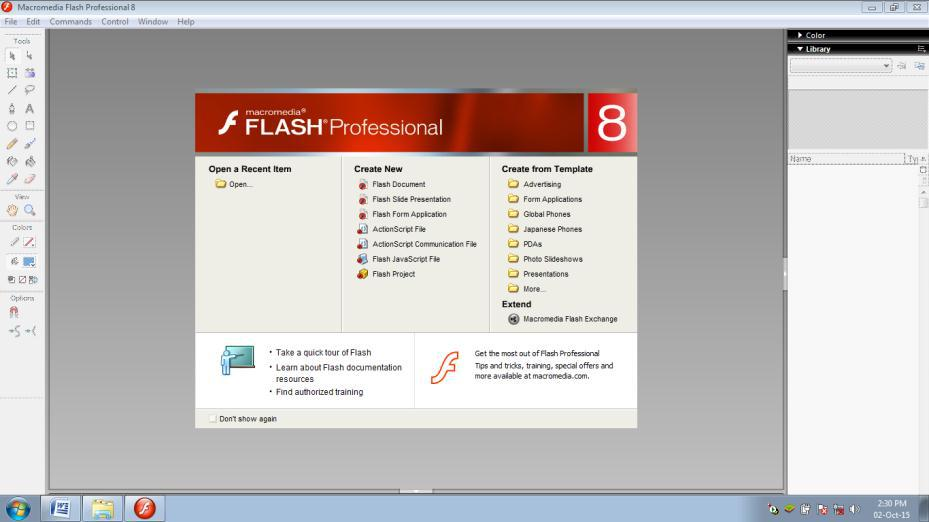 Macromedia Flash Professional 8
File Edit Commands Control Window Help
Tools
View
Colors
Options
macromedia®
FLASH® Professional 8
Open a Recent Item
Open...
Create New
Flash Document
Flash Slide Presentation
Flash Form Application
ActionScript File
ActionScript Communication File
Flash JavaScript File
Flash Project
Create from Template
Advertising
Form Applications
Global Phones
Japanese Phones
PDAs
Photo Slideshows
Presentations
More...
Extend
Macromedia Flash Exchange
• Take a quick tour of Flash
• Learn about Flash documentation
resources
• Find authorized training
Get the most out of Flash Professional
Tips and tricks, training, special offers and
more available at macromedia.com.
Don't show again
Color
Library
Name Ty
2:30 PM
02-Oct-15